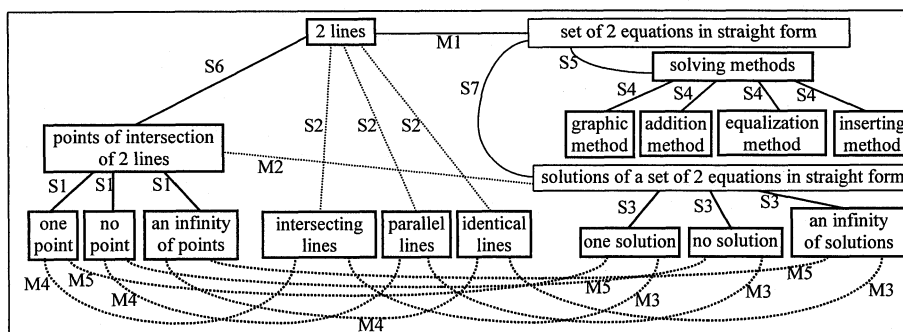 2 lines
M1
set of 2 equations in straight form
S6
S5
S7
solving methods
S4
S4
S4
S4
S2
S2
S2
graphic
method
addition
method
equalization
method
inserting
method
points of intersection
of 2 lines
M2
solutions of a set of 2 equations in straight form
S1
S1
S1
S3
S3
S3
one
point
no
point
an infinity
of points
intersecting
lines
parallel
lines
identical
lines
one solution
no solution
an infinity
of solutions
M4
M5
M4
M4
M5
M3
M3
M5
M3